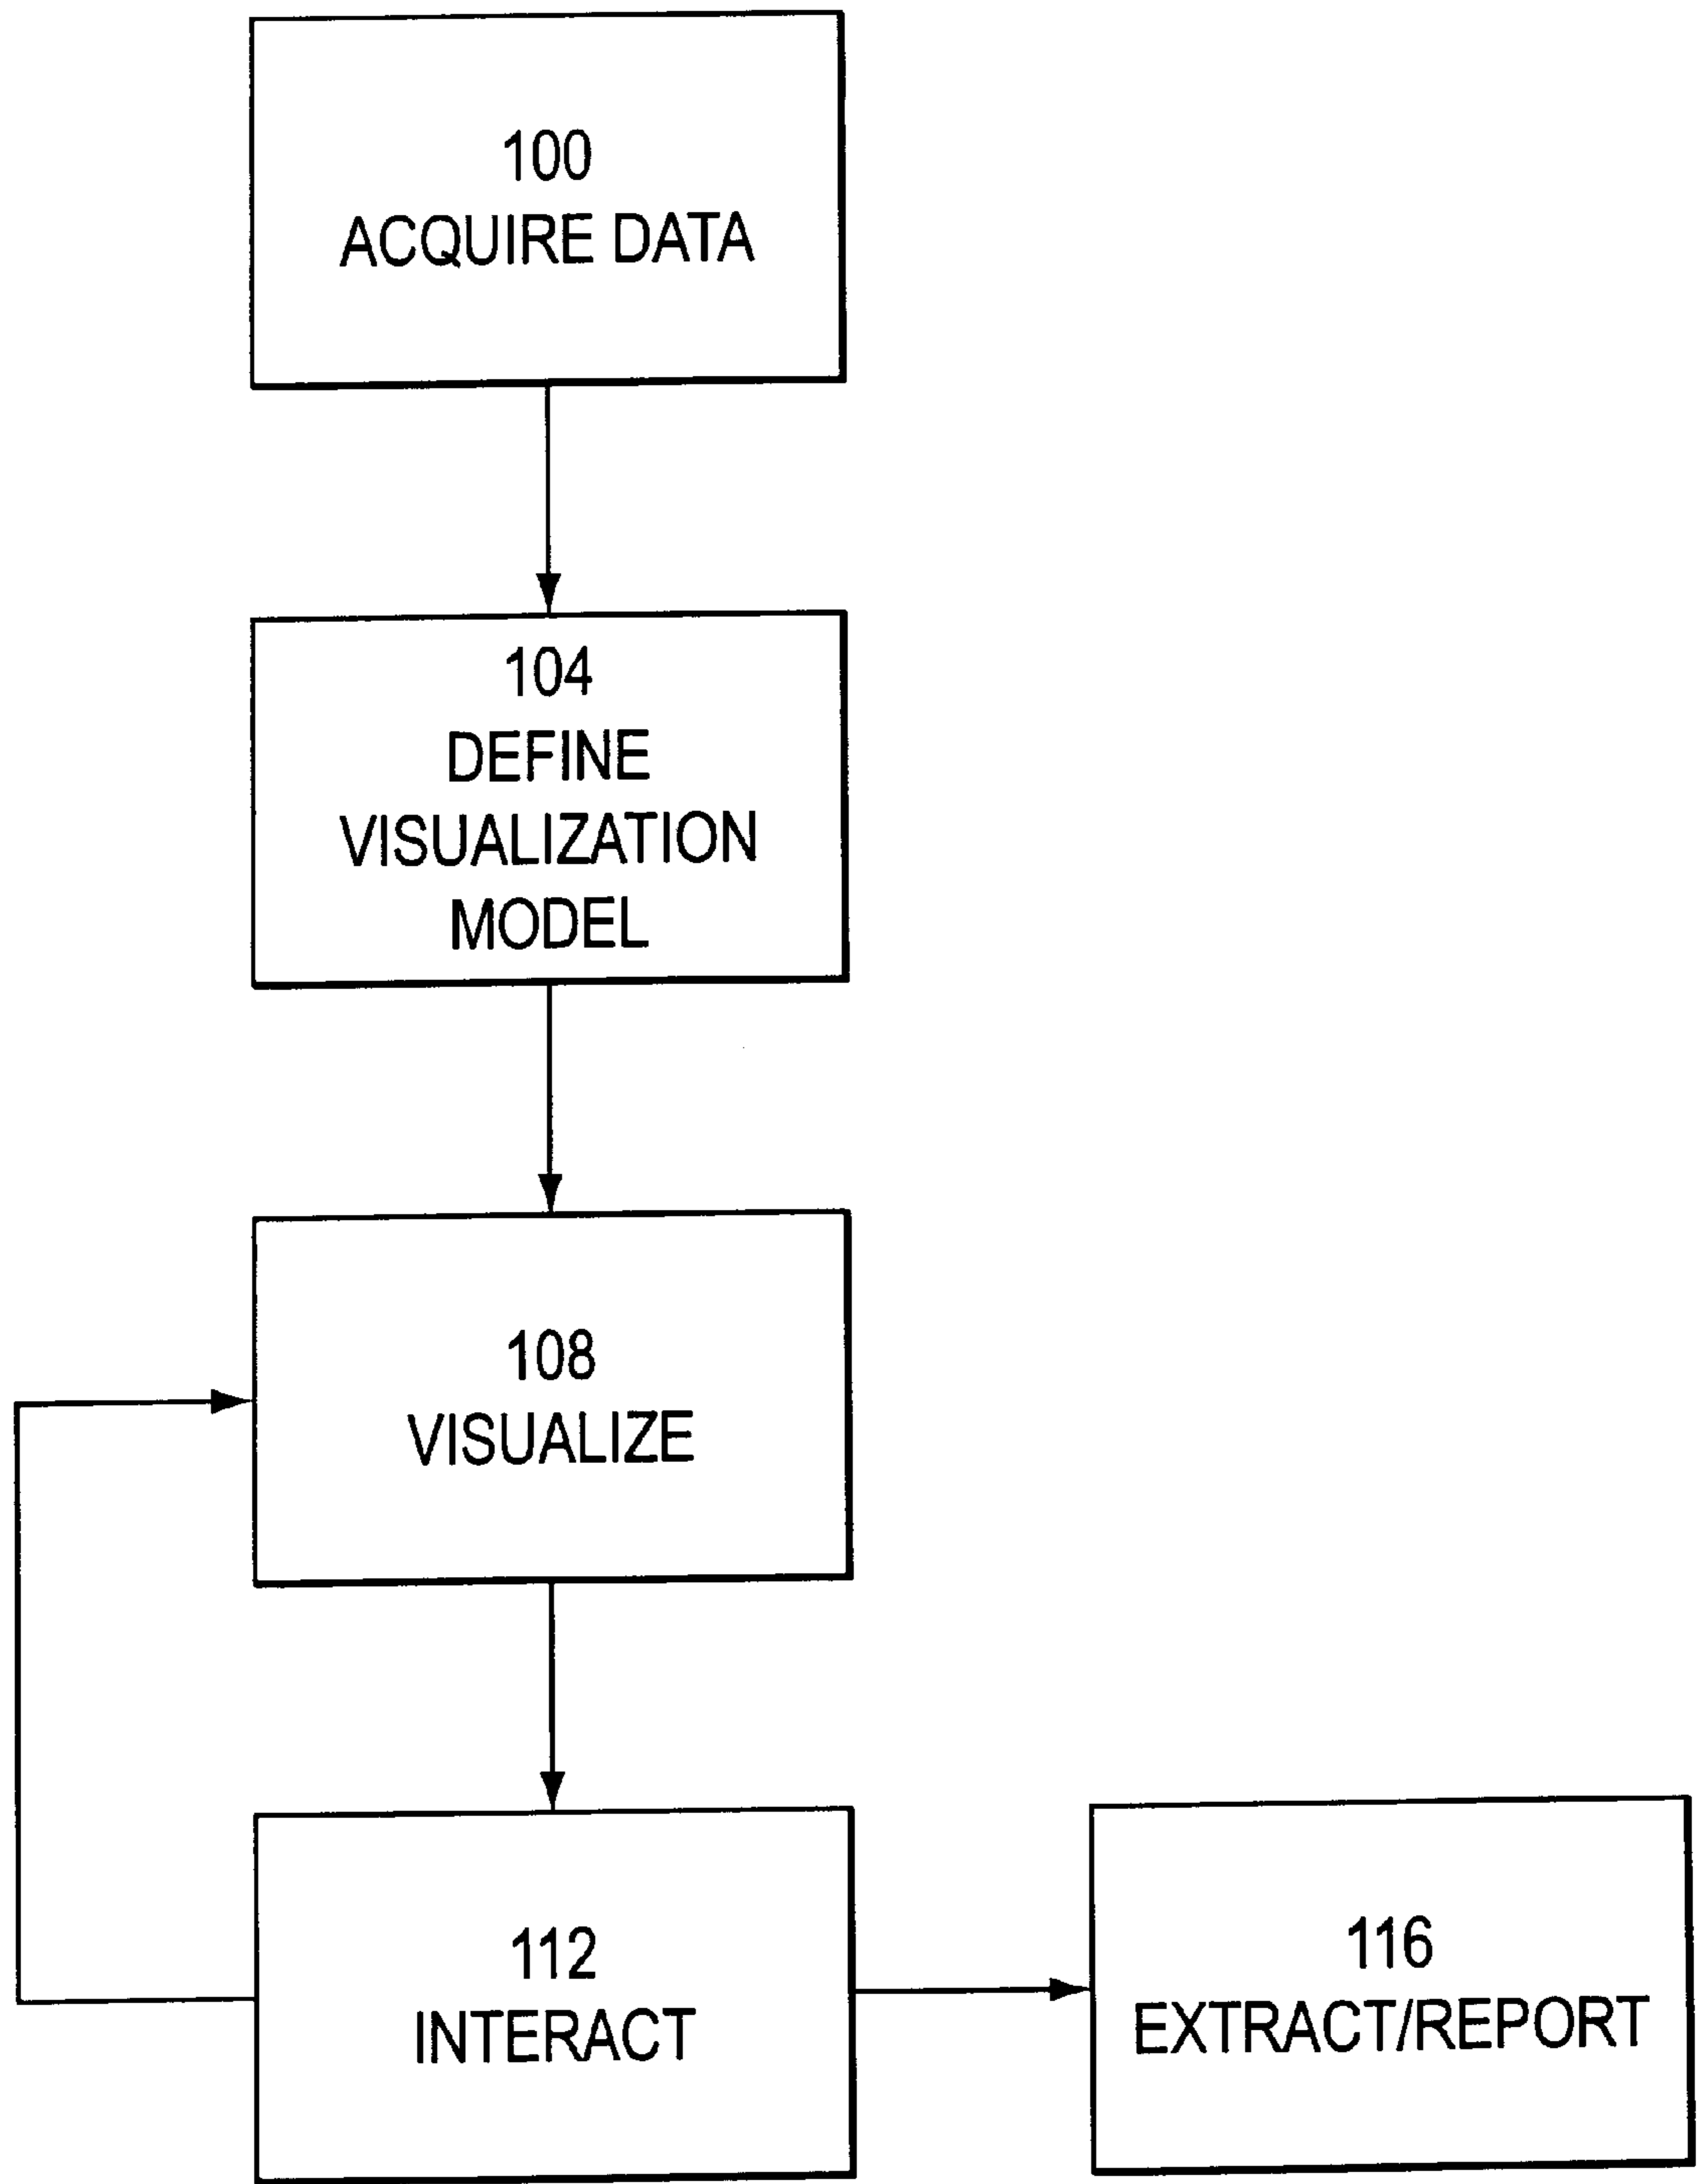 100
ACQUIRE DATA
104
DEFINE
VISUALIZATION
MODEL
108
VISUALIZE
112
INTERACT
116
EXTRACT/REPORT